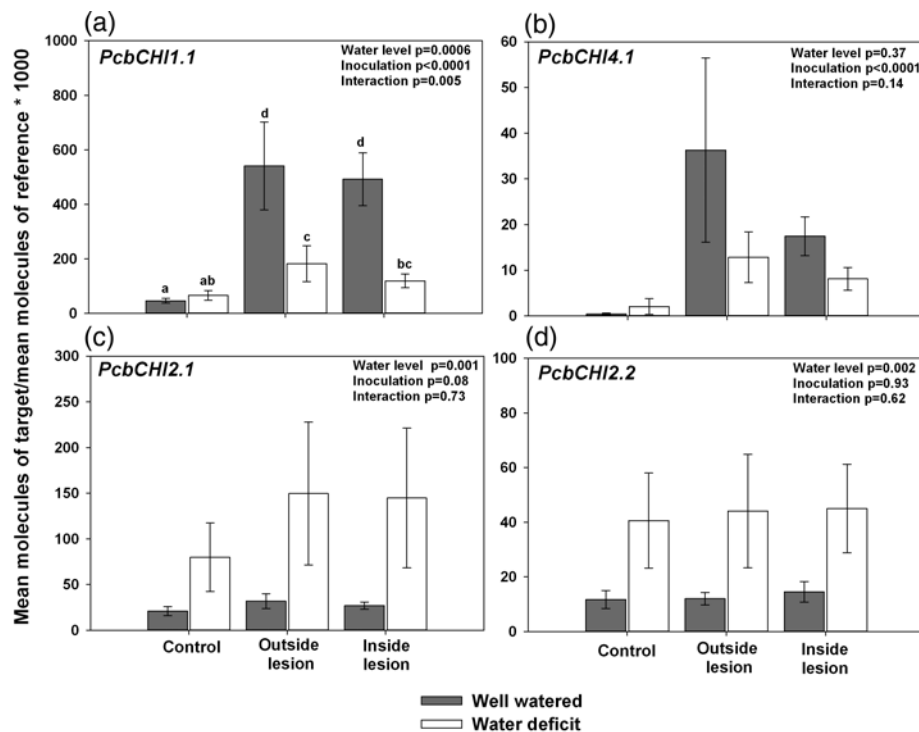 (a)
PcbCHI1.1
Water level p=0.0006
Inoculation p<0.0001
Interaction p=0.005
1000
800
600
400
200
0
a
ab
d
c
d
bc
(b)
PcbCHI4.1
Water level p=0.37
Inoculation p<0.0001
Interaction p=0.14
60
50
40
30
20
10
0
(c)
PcbCHI2.1
Water level p=0.001
Inoculation p=0.08
Interaction p=0.73
300
250
200
150
100
50
0
Control
Outside
lesion
Inside
lesion
(d)
PcbCHI2.2
Water level p=0.002
Inoculation p=0.93
Interaction p=0.62
100
80
60
40
20
0
Control
Outside
lesion
Inside
lesion
Mean molecules of target/mean molecules of reference * 1000
Well watered
Water deficit